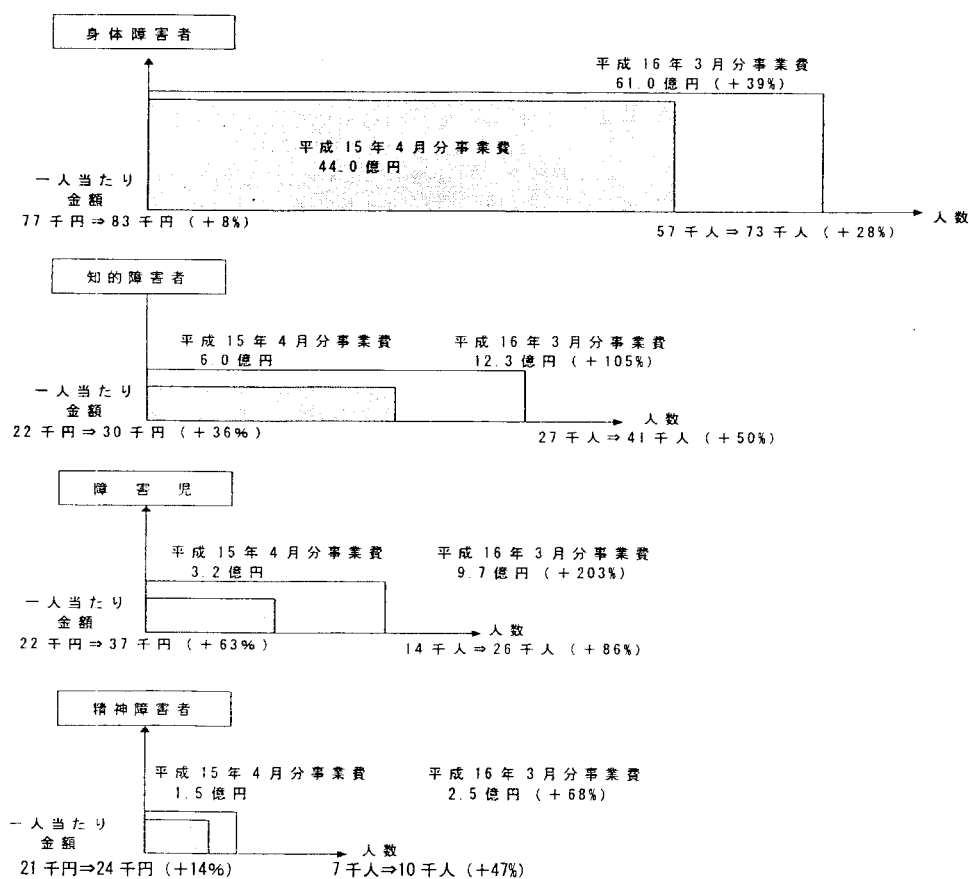 身体障害者
平成16年3月分事業費
61.0億円(+39%)
平成15年4月分事業費
44.0億円
一人当たり
金額
77千円⇒83千円(+8%)
人数
57千人⇒73千人(+28%)
知的障害者
平成15年4月分事業費
6.0億円
平成16年3月分事業費
12.3億円(+105%)
一人当たり
金額
22千円⇒30千円(+36%)
人数
27千人⇒41千人(+50%)
障害児
平成15年4月分事業費
3.2億円
平成16年3月分事業費
9.7億円(+203%)
一人当たり
金額
22千円⇒37千円(+63%)
人数
14千人⇒26千人(+86%)
精神障害者
平成15年4月分事業費
1.5億円
平成16年3月分事業費
2.5億円(+68%)
一人当たり
金額
21千円⇒24千円(+14%)
人数
7千人⇒10千人(+47%)